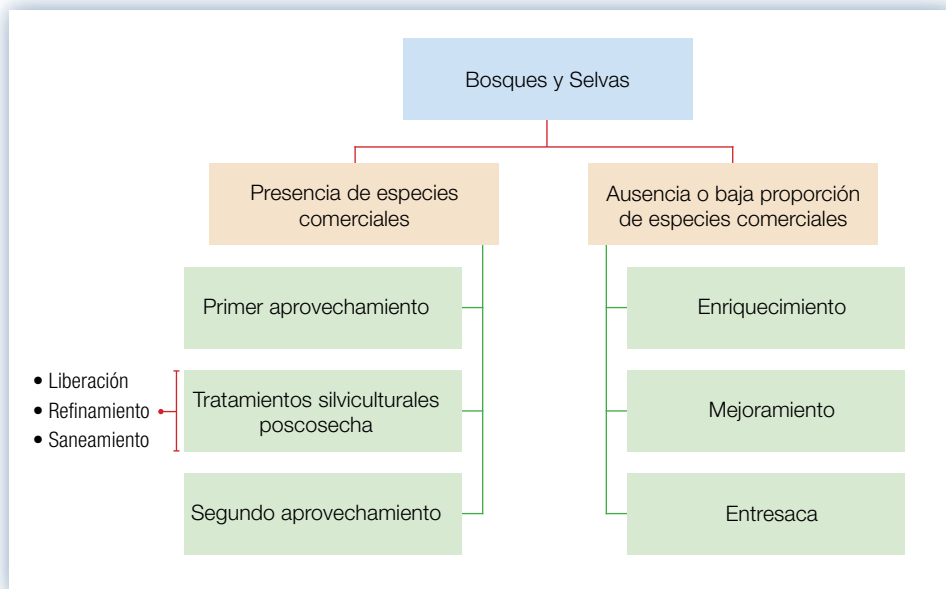 Bosques y Selvas
Presencia de especies
comerciales
Primer aprovechamiento
• Liberación
• Refinamiento
• Saneamiento
Tratamientos silviculturales
poscosecha
Segundo aprovechamiento
Ausencia o baja proporción
de especies comerciales
Enriquecimiento
Mejoramiento
Entresaca